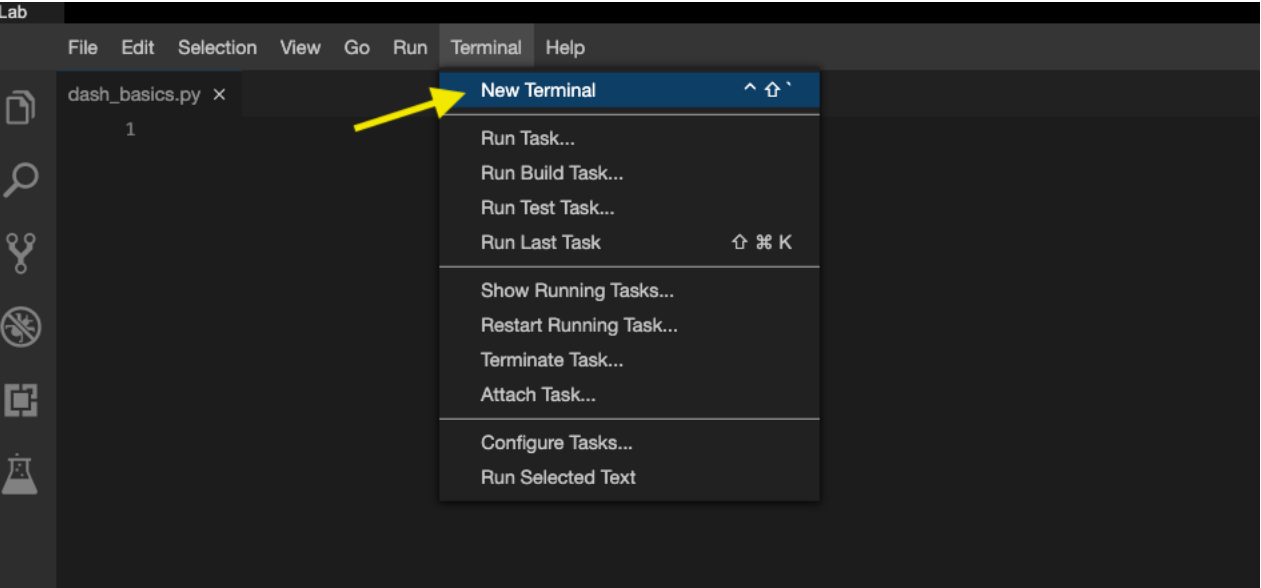 Lab
File Edit Selection View Go Run Terminal Help
dash_basics.py ×
1
New Terminal ^ ⇧ `
Run Task...
Run Build Task...
Run Test Task...
Run Last Task ⇧ ⌘ K
Show Running Tasks...
Restart Running Task...
Terminate Task...
Attach Task...
Configure Tasks...
Run Selected Text